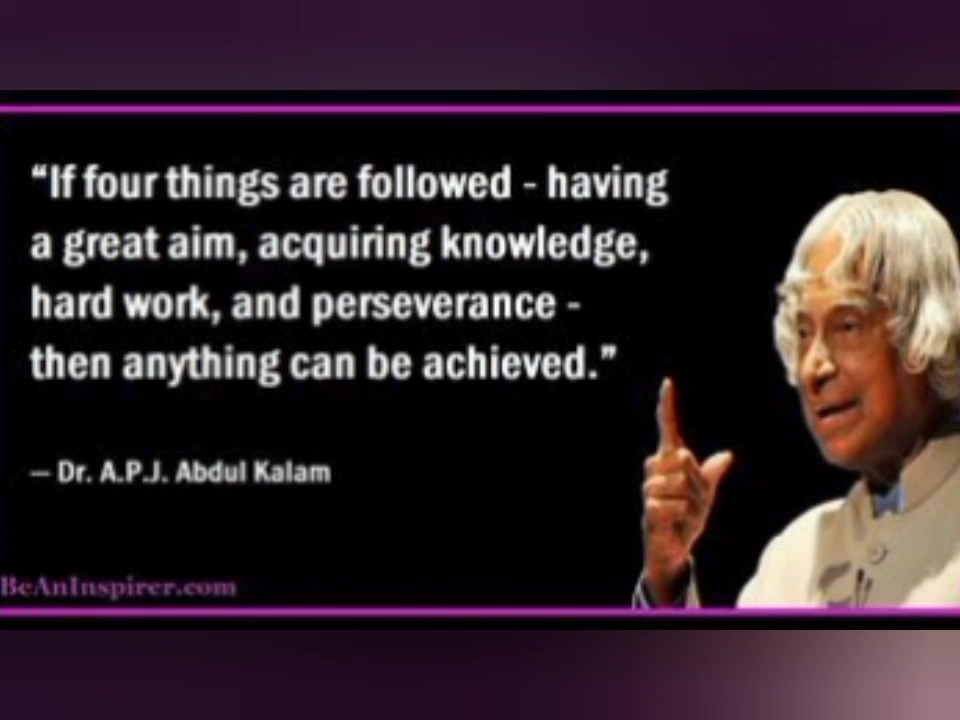 “If four things are followed - having
a great aim, acquiring knowledge,
hard work, and perseverance -
then anything can be achieved.”
— Dr. A.P.J. Abdul Kalam
BeAnInspirer.com